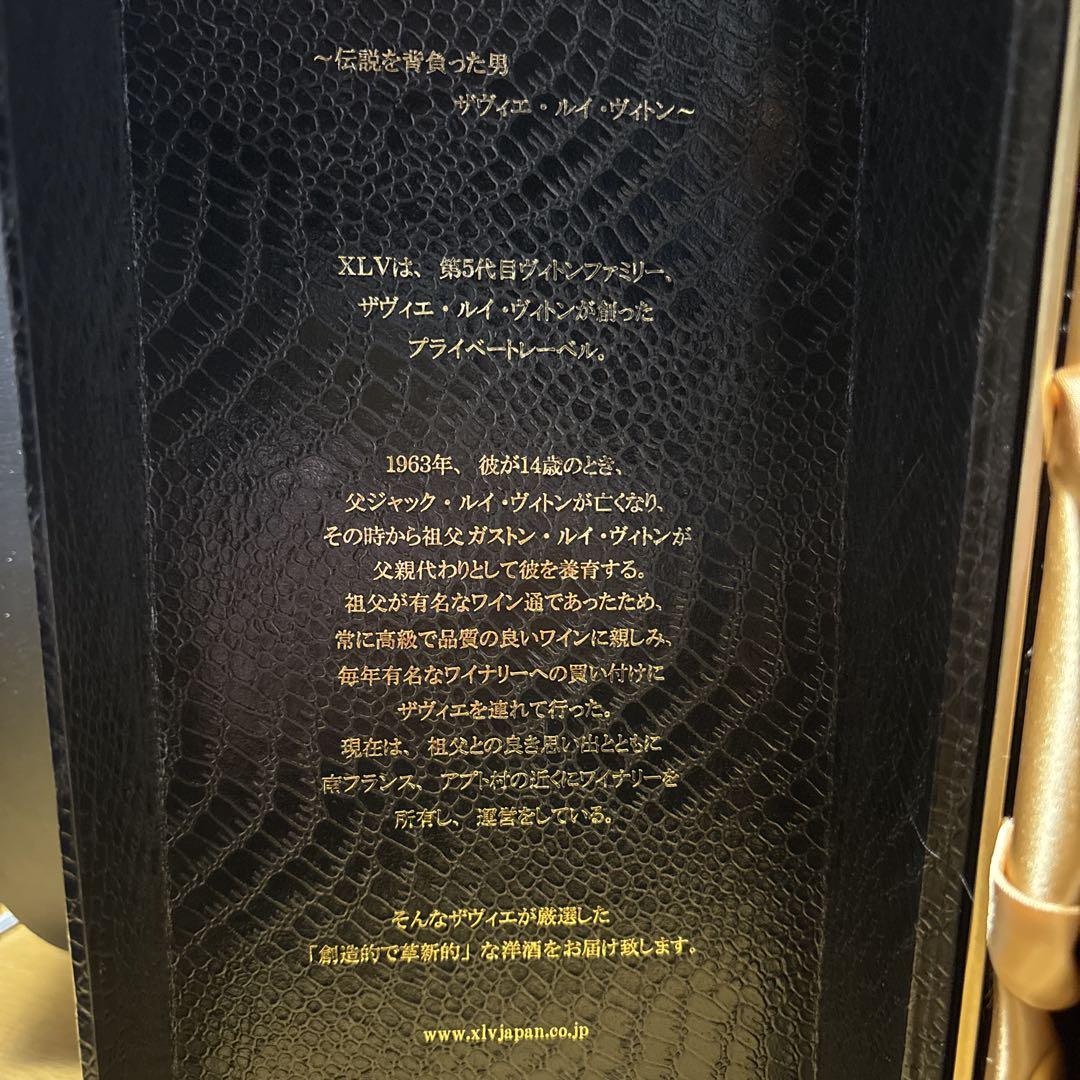 ～伝説を背負った男
ザヴィエ・ルイ・ヴィトン～
XLVは、第5代目ヴィトンファミリー、
ザヴィエ・ルイ・ヴィトンが創った
プライベートレーベル。
1963年、彼が14歳のとき、
父ジャック・ルイ・ヴィトンが亡くなり、
その時から祖父ガストン・ルイ・ヴィトンが
父親代わりとして彼を養育する。
祖父が有名なワイン通であったため、
常に高級で品質の良いワインに親しみ、
毎年有名なワイナリーへの買い付けに
ザヴィエを連れて行った。
現在は、祖父との良き思い出とともに
南フランス、アプト村の近くにワイナリーを
所有し、運営をしている。
そんなザヴィエが厳選した
「創造的で革新的」な洋酒をお届け致します。
www.xlvjapan.co.jp